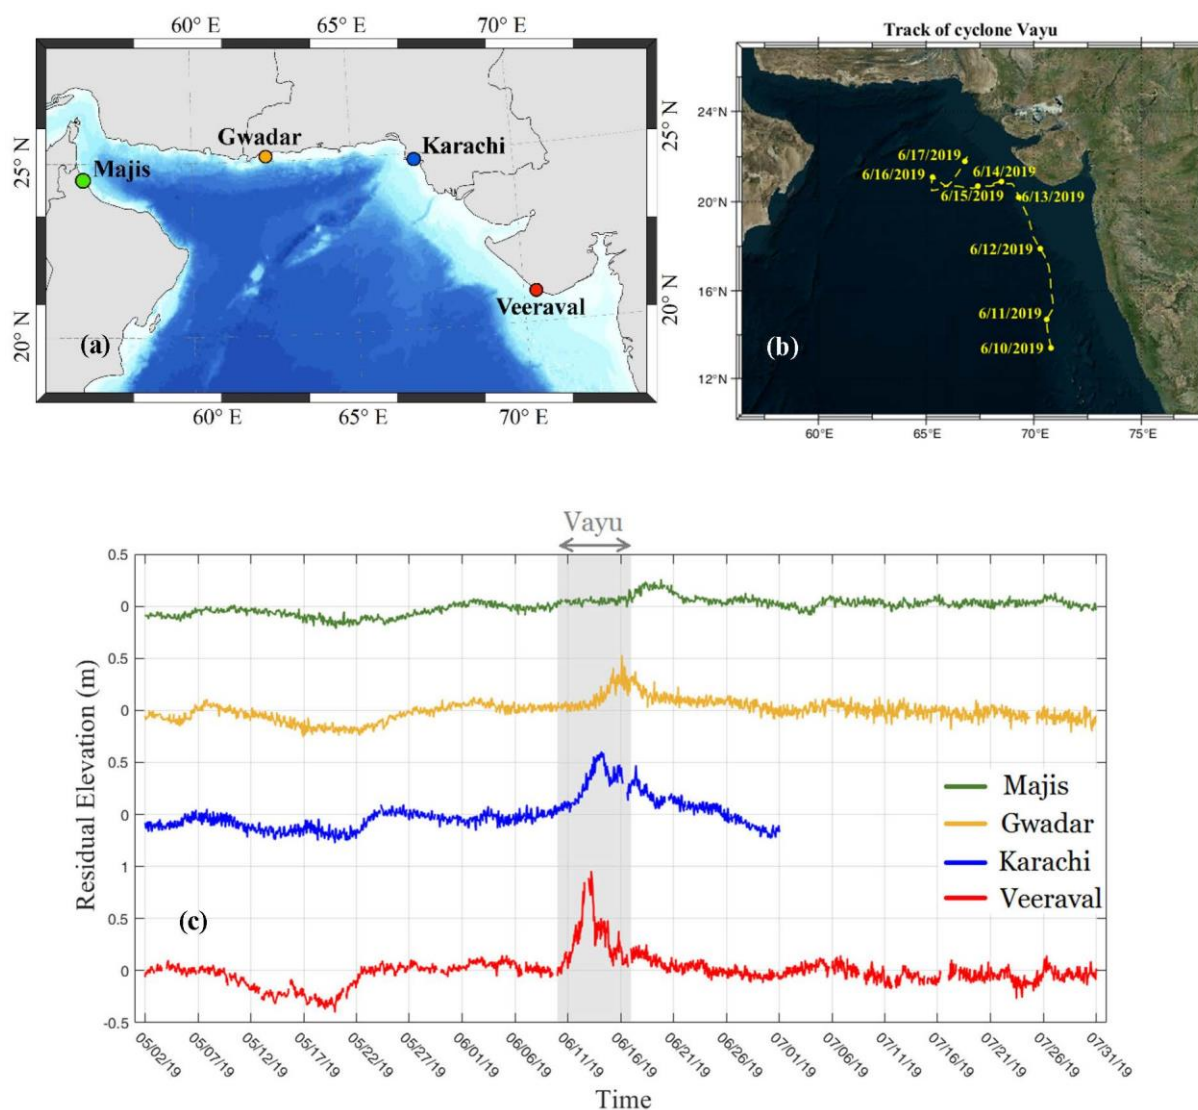 60° E 65° E 70° E
25° N 25° N
Gwadar
Karachi
Majis
Veeraval
20° N 20° N
(a)
60° E 65° E 70° E
Track of cyclone Vayu
24°N
20°N
16°N
12°N
6/17/2019
6/16/2019
6/14/2019
6/15/2019
6/13/2019
6/12/2019
6/11/2019
6/10/2019
(b)
60°E 65°E 70°E 75°E
Vayu
Residual Elevation (m)
0.5
0
0.5
0
0.5
0
1
0.5
0
-0.5
Majis
Gwadar
Karachi
Veeraval
(c)
05/02/19 05/07/19 05/12/19 05/17/19 05/22/19 05/27/19 06/01/19 06/06/19 06/11/19 06/16/19 06/21/19 06/26/19 07/01/19 07/06/19 07/11/19 07/16/19 07/21/19 07/26/19 07/31/19
Time